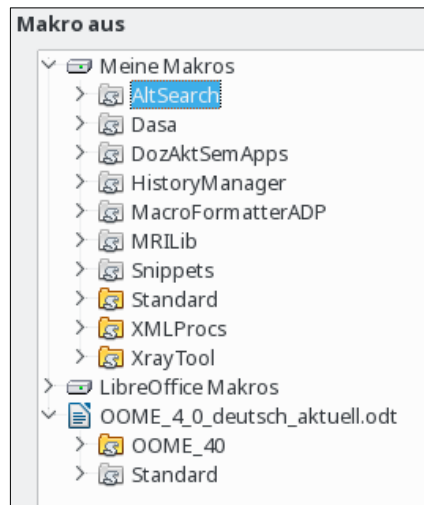 Makro aus
Meine Makros
AltSearch
Dasa
DozAktSemApps
HistoryManager
MacroFormatterADP
MRILib
Snippets
Standard
XMLProcs
XrayTool
LibreOffice Makros
OOME_4_0_deutsch_aktuell.odt
OOME_40
Standard